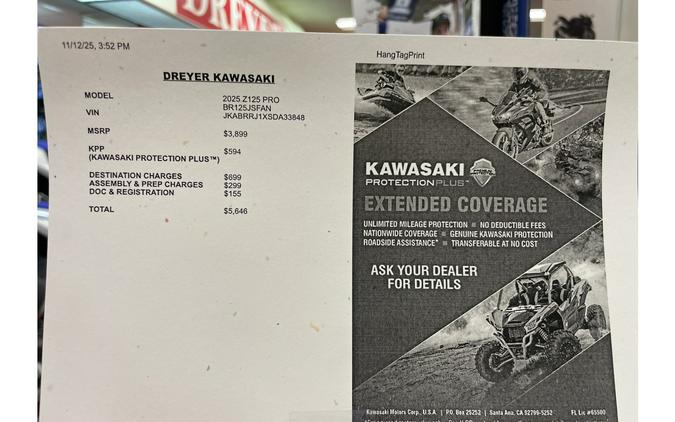 DREYER
11/12/25, 3:52 PM
HangTagPrint
DREYER KAWASAKI
MODEL 2025 Z125 PRO
BR125JSFAN
VIN JKABRRJ1XSDA33848
MSRP $3,899
KPP $594
(KAWASAKI PROTECTION PLUS™)
DESTINATION CHARGES $699
ASSEMBLY & PREP CHARGES $299
DOC & REGISTRATION $155
TOTAL $5,646
KAWASAKI
PROTECTION PLUS™
EXTENDED COVERAGE
UNLIMITED MILEAGE PROTECTION ■ NO DEDUCTIBLE FEES
NATIONWIDE COVERAGE ■ GENUINE KAWASAKI PROTECTION
ROADSIDE ASSISTANCE* ■ TRANSFERABLE AT NO COST
ASK YOUR DEALER
FOR DETAILS
Kawasaki Motors Corp., U.S.A. | P.O. Box 25252 | Santa Ana, CA 92799-5252 FL Lic #65500